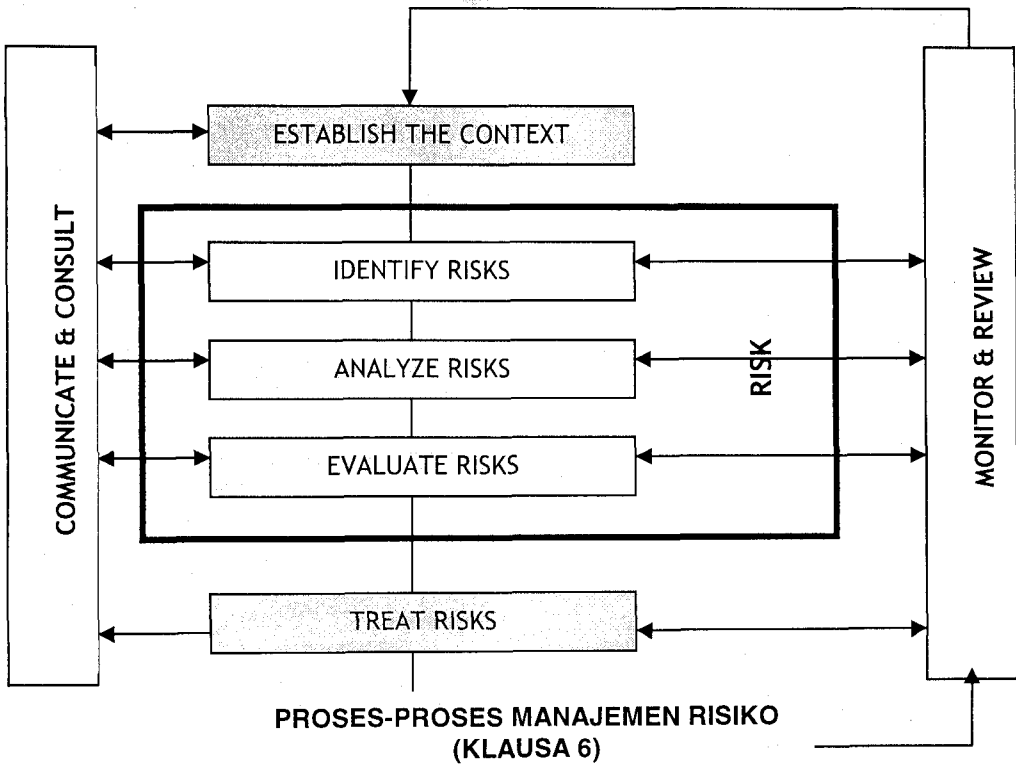 ESTABLISH THE CONTEXT
COMMUNICATE & CONSULT
IDENTIFY RISKS
ANALYZE RISKS
EVALUATE RISKS
RISK
MONITOR & REVIEW
TREAT RISKS
PROSES-PROSES MANAJEMEN RISIKO
(KLAUSA 6)